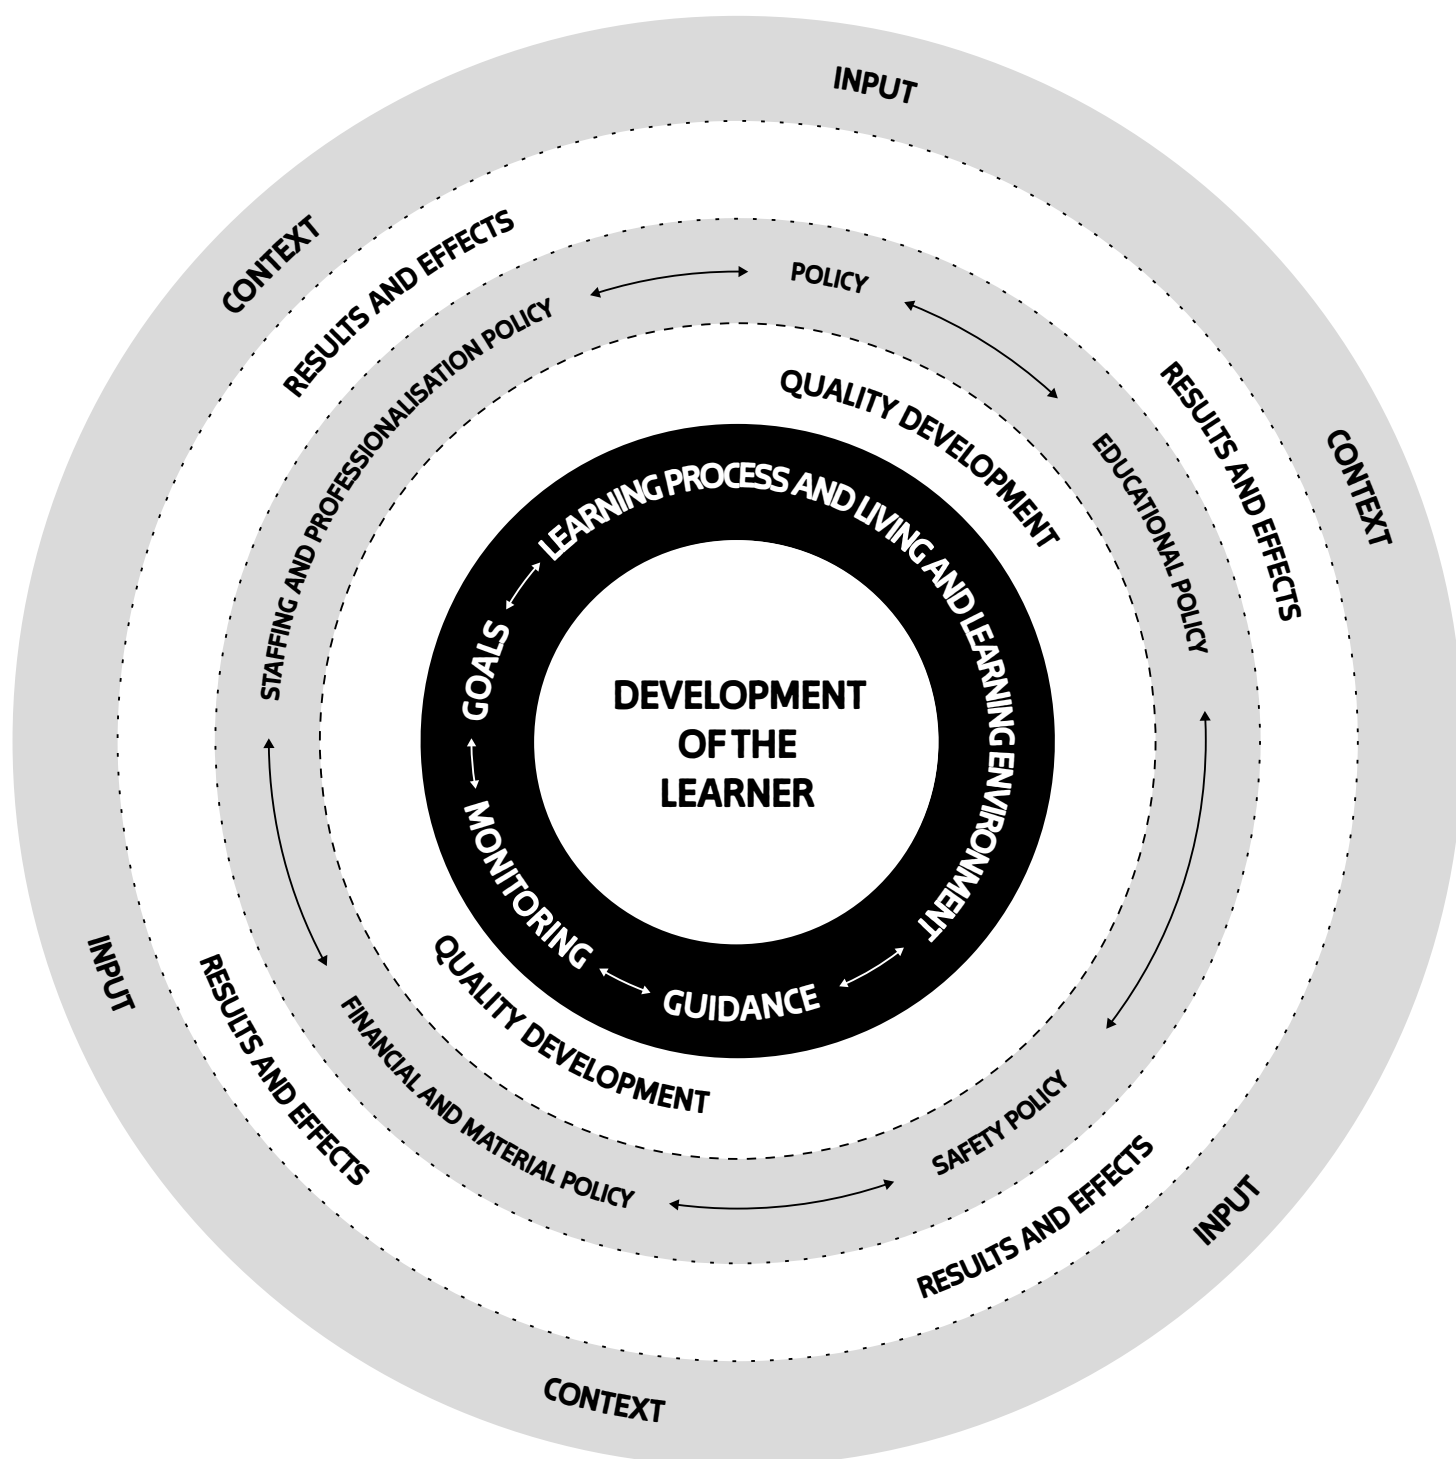 INPUT
CONTEXT
RESULTS AND EFFECTS
POLICY
STAFFING AND PROFESSIONALISATION POLICY
QUALITY DEVELOPMENT
RESULTS AND EFFECTS
CONTEXT
EDUCATIONAL POLICY
LEARNING PROCESS AND LIVING AND LEARNING ENVIRONMENT
GOALS
DEVELOPMENT
OF THE
LEARNER
MONITORING
GUIDANCE
QUALITY DEVELOPMENT
INPUT
RESULTS AND EFFECTS
FINANCIAL AND MATERIAL POLICY
SAFETY POLICY
RESULTS AND EFFECTS
INPUT
CONTEXT